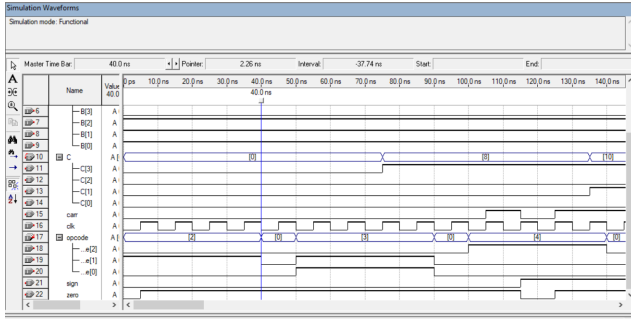 Simulation Waveforms
Simulation mode: Functional
Master Time Bar: 40.0 ns Pointer: 2.26 ns Interval: -37.74 ns Start: End:
Name Value 40.0 0 ps 10.0 ns 20.0 ns 30.0 ns 40.0 ns 50.0 ns 60.0 ns 70.0 ns 80.0 ns 90.0 ns 100.0 ns 110.0 ns 120.0 ns 130.0 ns 140.0 ns
40.0 ns
6 B[3] A
7 B[2] A
8 B[1] A
9 B[0] A
10 C A [ [0] [8] [10]
11 C[3] A
12 C[2] A
13 C[1] A
14 C[0] A
15 carr A
16 clk A
17 opcode A [ [2] [0] [3] [0] [4] [0]
18 ...e[2] A
19 ...e[1] A
20 ...e[0] A
21 sign A
22 zero A